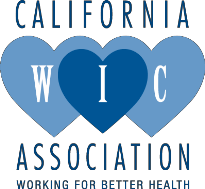 CALIFORNIA
W I C
ASSOCIATION
WORKING FOR BETTER HEALTH